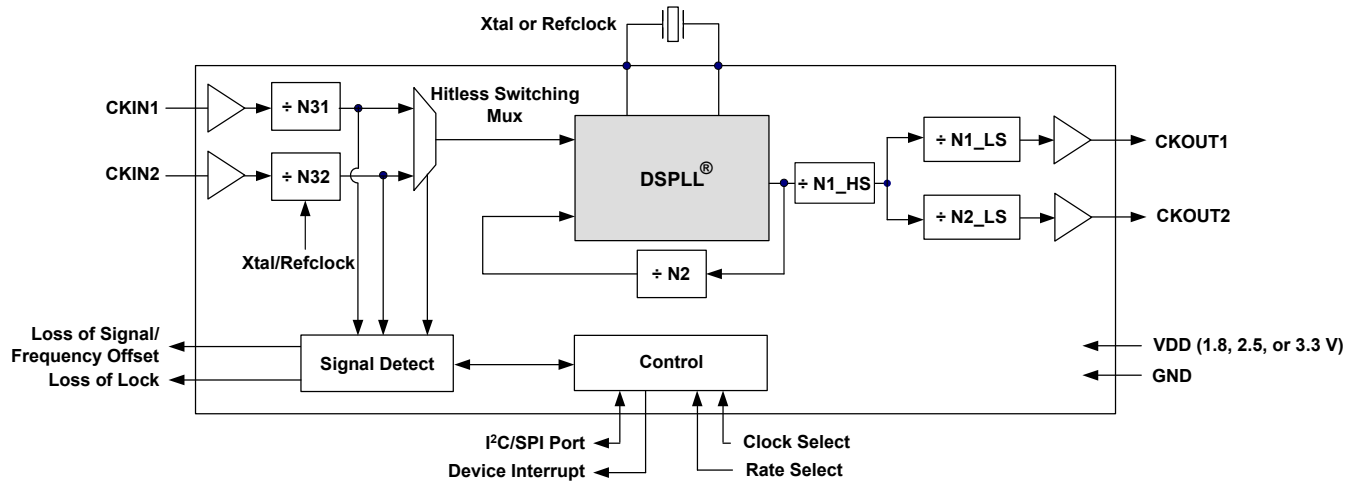 Xtal or Refclock
CKIN1
÷ N31
Hitless Switching
Mux
CKIN2
÷ N32
Xtal/Refclock
DSPLL®
÷ N1_HS
÷ N1_LS
CKOUT1
÷ N2_LS
CKOUT2
÷ N2
Loss of Signal/
Frequency Offset
Loss of Lock
Signal Detect
Control
VDD (1.8, 2.5, or 3.3 V)
GND
I²C/SPI Port
Device Interrupt
Clock Select
Rate Select